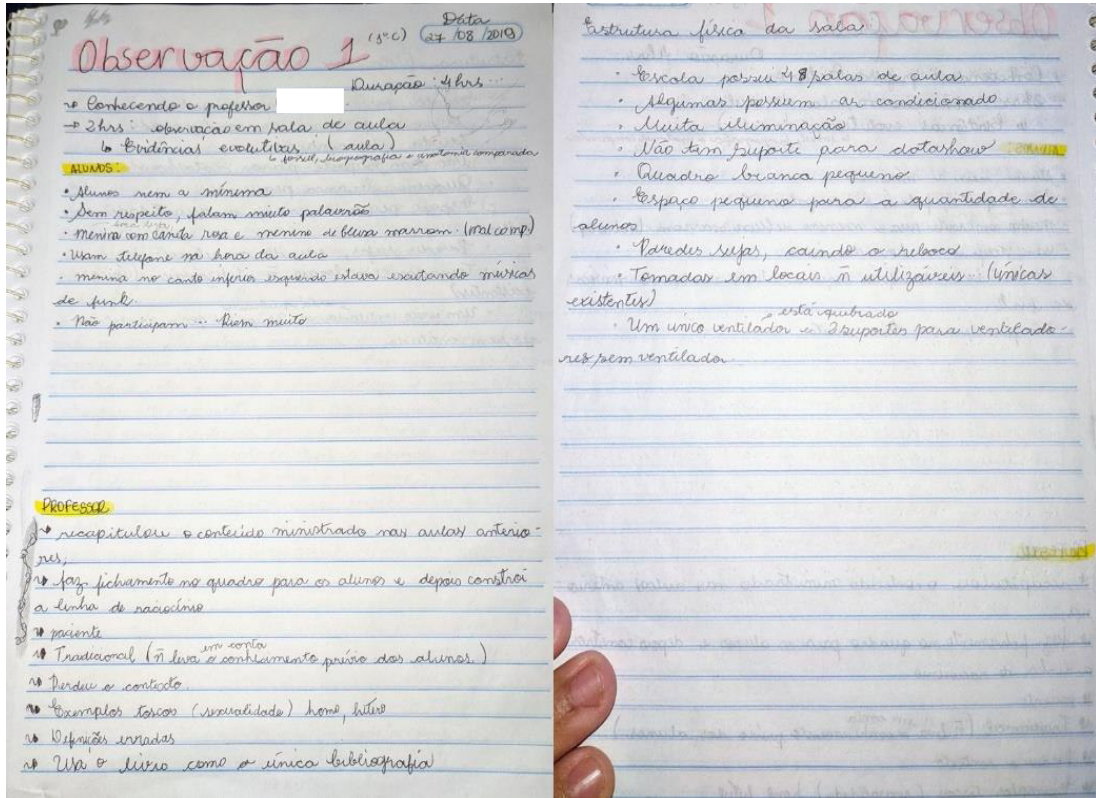 Data
27/08/2019
Observação 1 (3º C)
Duração: 4hrs...
Conhecendo o professor
→ 2hrs: observação em sala de aula
↳ Evidências evolutivas (aula)
↳ fóssil, biogeografia e anatomia comparada
ALUNOS:
• Alunos nem a mínima
• Sem respeito, falam muito palavrão
• menina com caneta rosa e menino de blusa marrom. (mal comp.)
• Usam telefone na hora da aula
• menina no canto inferio esquerdo estava escutando músicas
de funk.
• Não participam... Riem muito
PROFESSOR
recapitulou o conteúdo ministrado nas aulas anterio-
res;
faz fichamento no quadro para os alunos e depois constroi
a linha de raciocínio
paciente
em conta
Tradicional (ñ leva o conhecimento prévio dos alunos.)
Perdeu o contexto.
Exemplos toscos (sexualidade) homo, hetero
Definições erradas
Usa o livro como a única bibliografia
Estrutura física da sala
• Escola possui 8 salas de aula
• Algumas possuem ar condicionado
• Muita iluminação
• Não tem suporte para datashow
• Quadro branco pequeno
• Espaço pequeno para a quantidade de
alunos
• Paredes sujas, caindo o reboco
• Tomadas em locais ñ utilizáveis... (únicas
existentes)
está quebrado
• Um único ventilador e 3 suportes para ventilado-
res sem ventilador.